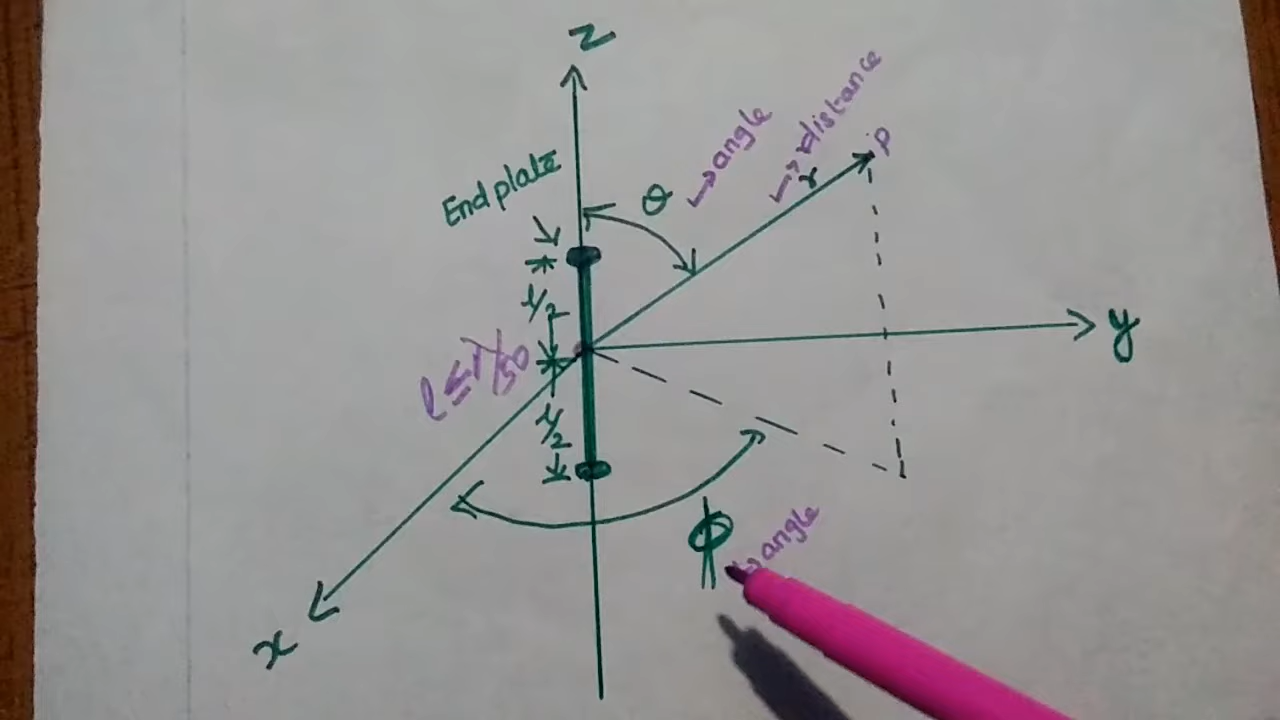 z
End plate
θ
→ angle
r
→ distance
p
l/2
l ≤ λ/50
l/2
y
x
ϕ
→ angle